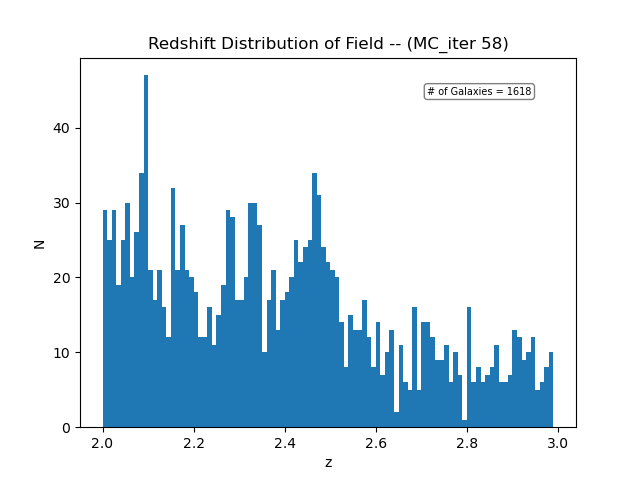 Redshift Distribution of Field -- (MC_iter 58)
# of Galaxies = 1618
N
40
30
20
10
0
2.0 2.2 2.4 2.6 2.8 3.0
z